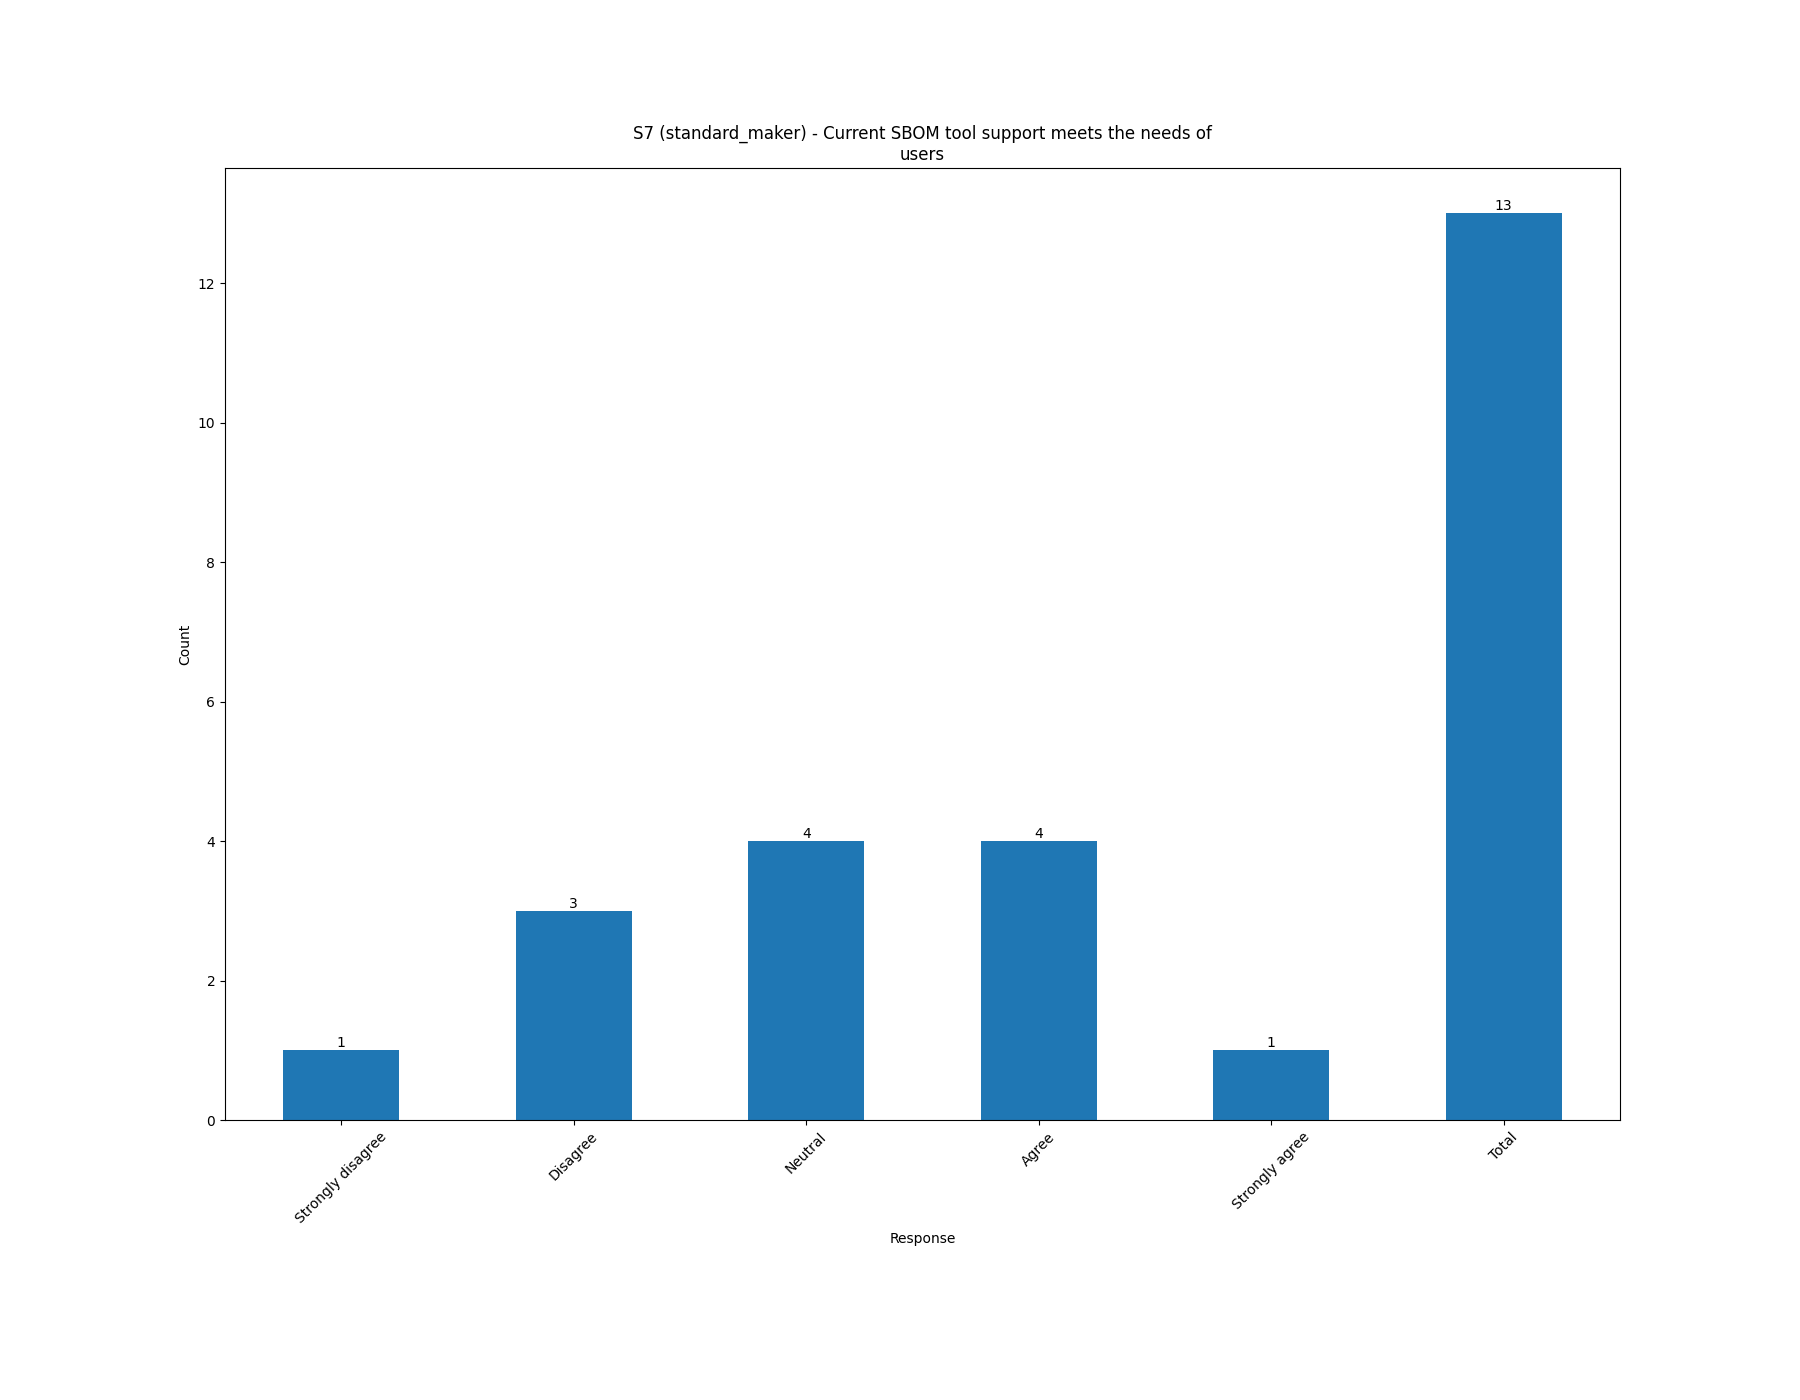 S7 (standard_maker) - Current SBOM tool support meets the needs of
users
Count
12
10
8
6
4
2
0
1
3
4
4
1
13
Strongly disagree
Disagree
Neutral
Agree
Strongly agree
Total
Response